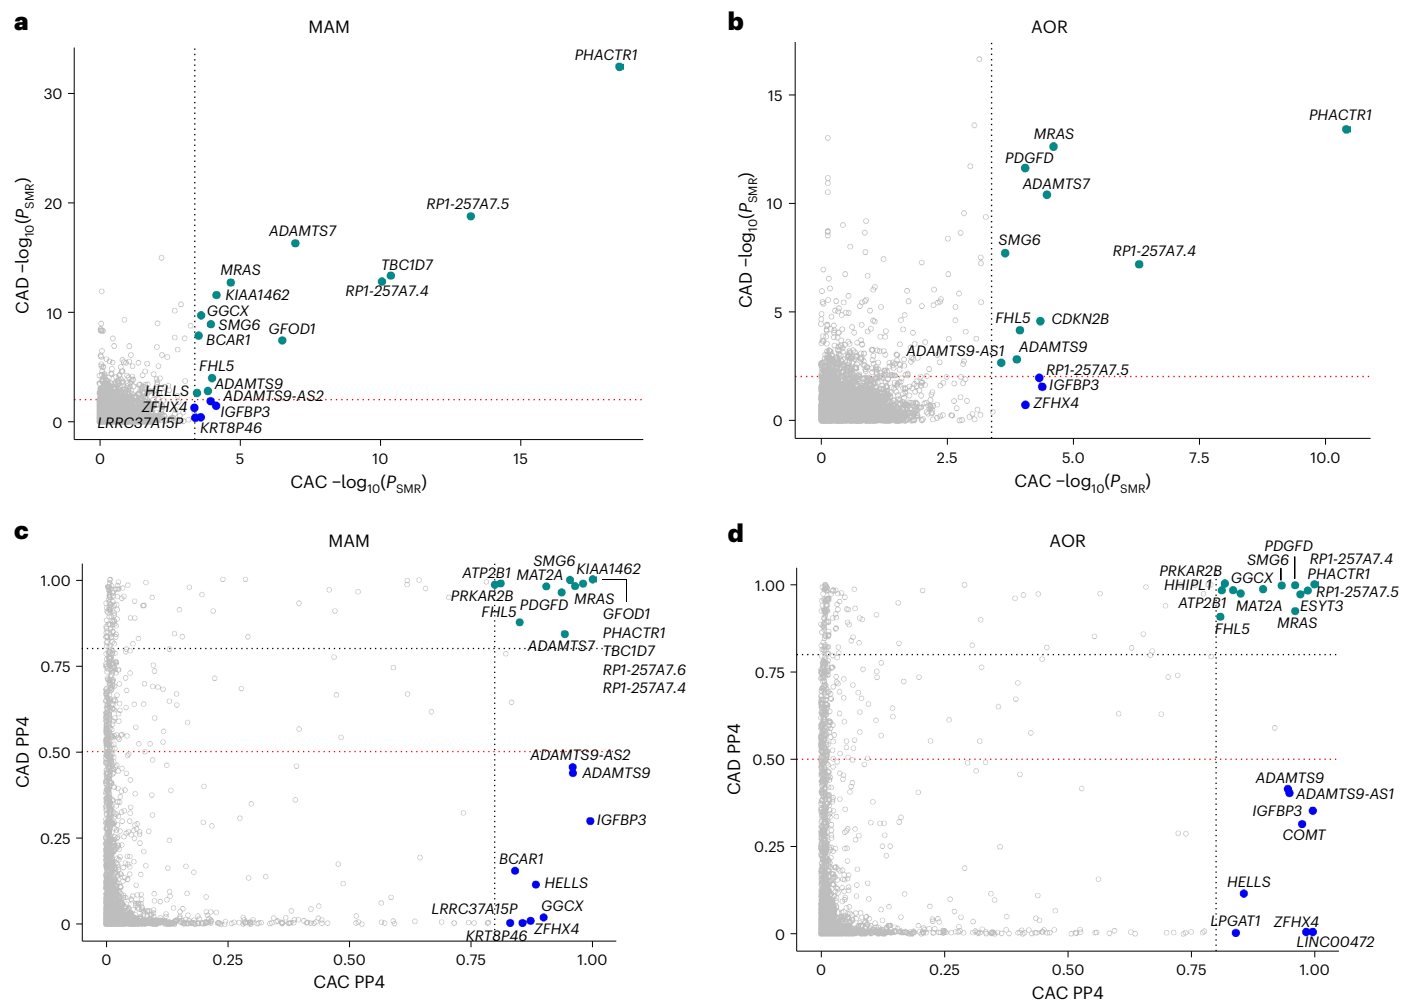 a
MAM
CAD −log10(PSMR)
30
20
10
0
0
5
10
15
CAC −log10(PSMR)
PHACTR1
RP1-257A7.5
ADAMTS7
TBC1D7
MRAS
RP1-257A7.4
KIAA1462
GGCX
SMG6
GFOD1
BCAR1
FHL5
ADAMTS9
HELLS
ADAMTS9-AS2
ZFHX4
IGFBP3
LRRC37A15P
KRT8P46
b
AOR
CAD −log10(PSMR)
15
10
5
0
0
2.5
5.0
7.5
10.0
CAC −log10(PSMR)
PHACTR1
MRAS
PDGFD
ADAMTS7
SMG6
RP1-257A7.4
FHL5
CDKN2B
ADAMTS9-AS1
ADAMTS9
RP1-257A7.5
IGFBP3
ZFHX4
c
MAM
CAD PP4
1.00
0.75
0.50
0.25
0
0
0.25
0.50
0.75
1.00
CAC PP4
SMG6
ATP2B1
MAT2A
KIAA1462
PRKAR2B
PDGFD
MRAS
FHL5
GFOD1
ADAMTS7
PHACTR1
TBC1D7
RP1-257A7.6
RP1-257A7.4
ADAMTS9-AS2
ADAMTS9
IGFBP3
BCAR1
HELLS
LRRC37A15P
GGCX
KRT8P46
ZFHX4
d
AOR
CAD PP4
1.00
0.75
0.50
0.25
0
0
0.25
0.50
0.75
1.00
CAC PP4
PDGFD
SMG6
RP1-257A7.4
PRKAR2B
GGCX
PHACTR1
HHIPL1
RP1-257A7.5
ATP2B1
MAT2A
ESYT3
FHL5
MRAS
ADAMTS9
ADAMTS9-AS1
IGFBP3
COMT
HELLS
LPGAT1
ZFHX4
LINC00472